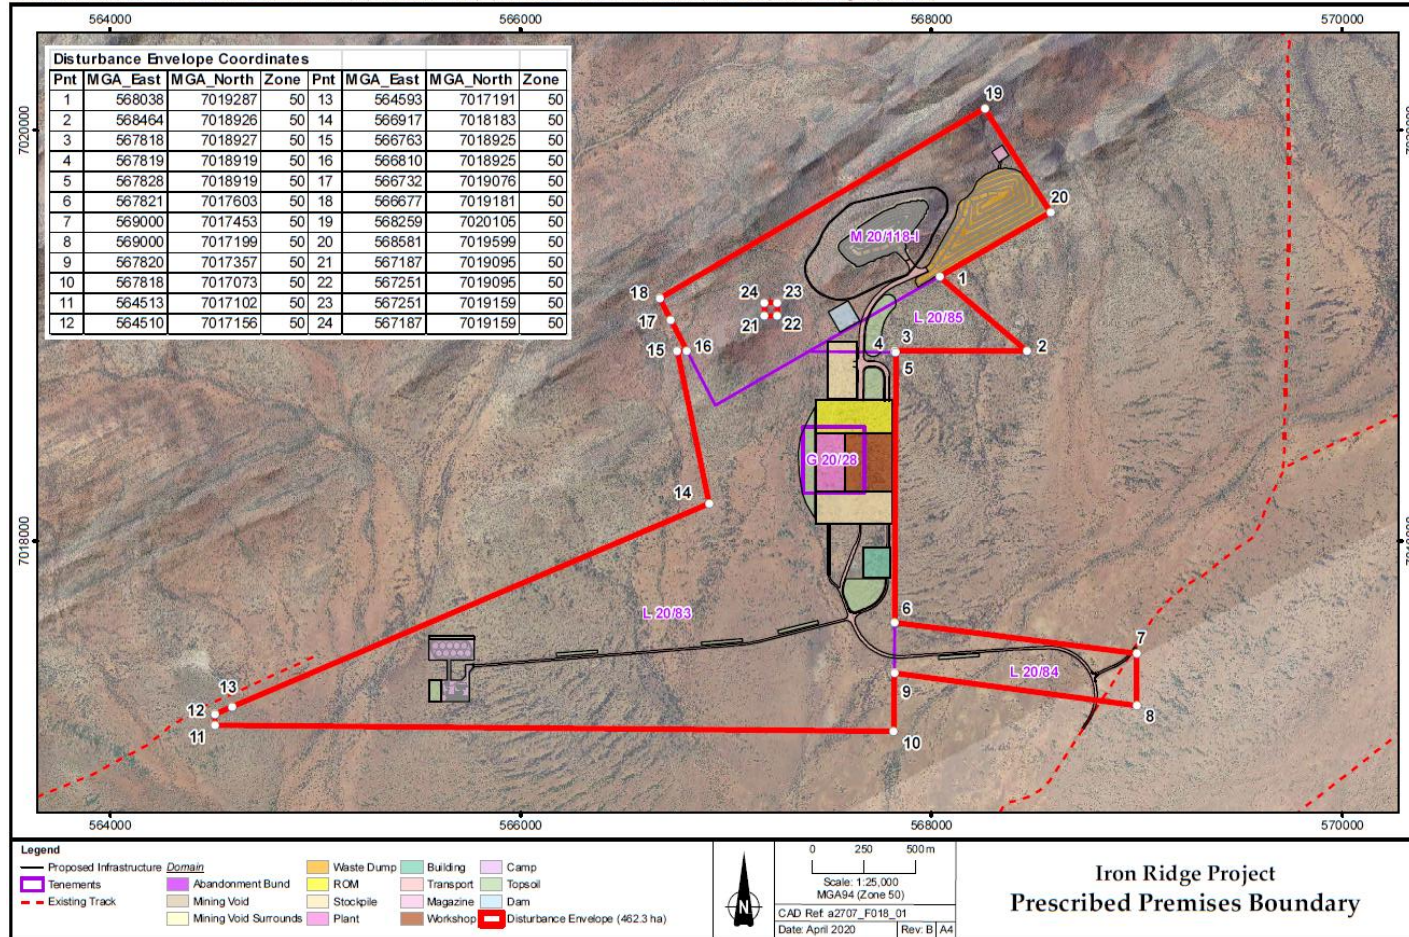 564000 566000 568000 570000
Disturbance Envelope Coordinates
Pnt MGA_East MGA_North Zone Pnt MGA_East MGA_North Zone
1 568038 7019287 50 13 564593 7017191 50
2 568464 7018926 50 14 566917 7018183 50
3 567818 7018927 50 15 566763 7018925 50
4 567819 7018919 50 16 566810 7018925 50
5 567828 7018919 50 17 566732 7019076 50
6 567821 7017603 50 18 566677 7019181 50
7 569000 7017453 50 19 568259 7020105 50
8 569000 7017199 50 20 568581 7019599 50
9 567820 7017357 50 21 567187 7019095 50
10 567818 7017073 50 22 567251 7019095 50
11 564513 7017102 50 23 567251 7019159 50
12 564510 7017156 50 24 567187 7019159 50
7020000
19
20
M 20/118-I
1
18
24 23
17
21 22
L 20/85
15 16
4 3
2
5
G 20/28
14
7018000
6
L 20/83
7
L 20/84
9
13
12
8
11
10
564000 566000 568000 570000
Legend
Proposed Infrastructure
Tenements
Existing Track
Domain
Abandonment Bund
Mining Void
Mining Void Surrounds
Waste Dump
ROM
Stockpile
Plant
Building
Transport
Magazine
Workshop
Camp
Topsoil
Dam
Disturbance Envelope (462.3 ha)
N
0 250 500 m
Scale: 1:25,000
MGA94 (Zone 50)
CAD Ref: a2707_F018_01
Date: April 2020 Rev: B A4
Iron Ridge Project
Prescribed Premises Boundary